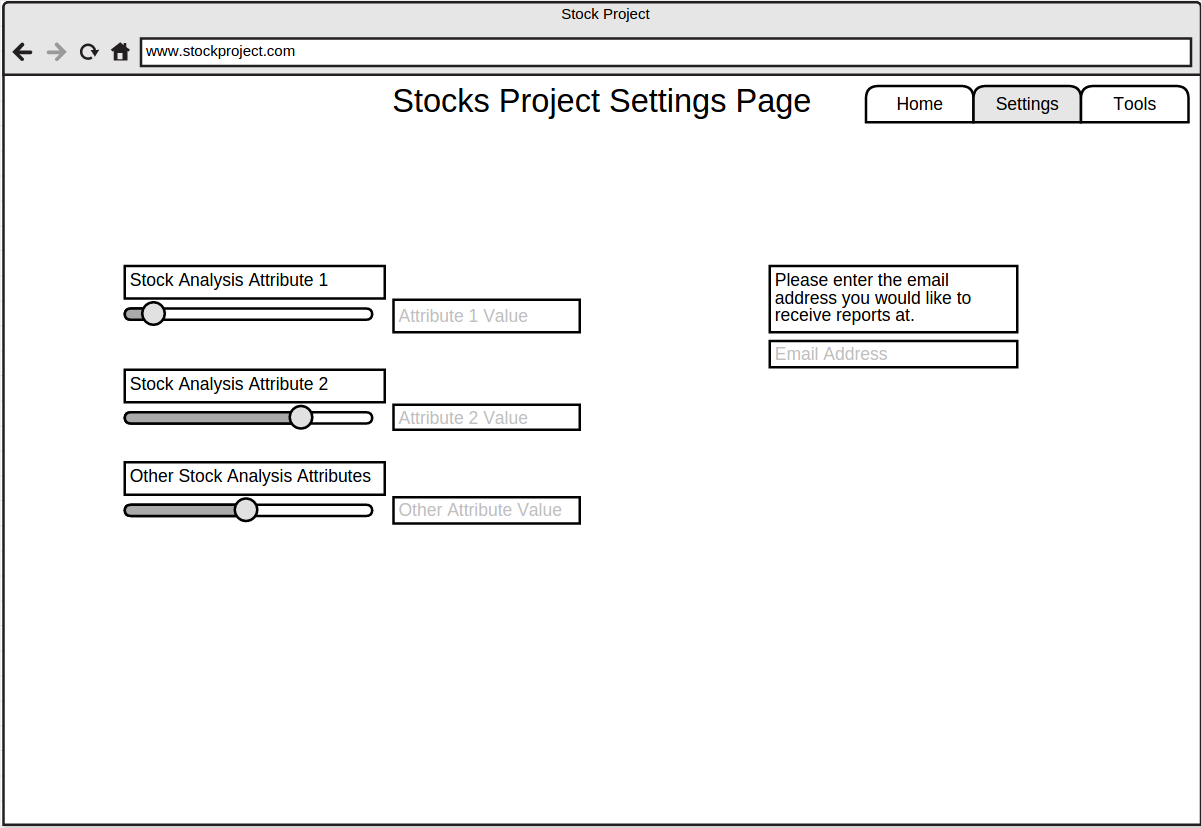 Stock Project
www.stockproject.com
Stocks Project Settings Page
Home
Settings
Tools
Stock Analysis Attribute 1
Attribute 1 Value
Stock Analysis Attribute 2
Attribute 2 Value
Other Stock Analysis Attributes
Other Attribute Value
Please enter the email
address you would like to
receive reports at.
Email Address